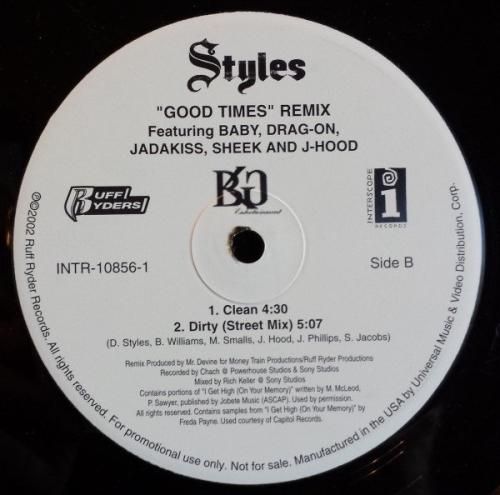 Styles
"GOOD TIMES" REMIX
Featuring BABY, DRAG-ON,
JADAKISS, SHEEK AND J-HOOD
RUFF
RYDERS
BKG
Entertainment
INTERSCOPE
RECORDS
i
INTR-10856-1
Side B
1. Clean 4:30
2. Dirty (Street Mix) 5:07
(D. Styles, B. Williams, M. Smalls, J. Hood, J. Phillips, S. Jacobs)
Remix Produced by Mr. Devine for Money Train Productions/Ruff Ryder Productions
Recorded by Chach @ Powerhouse Studios & Sony Studios
Mixed by Rich Keller @ Sony Studios
Contains portions of "I Get High (On Your Memory)" written by M. McLeod,
P. Sawyer, published by Jobete Music (ASCAP). Used by permission.
All rights reserved. Contains samples from "I Get High (On Your Memory)" by
Freda Payne. Used courtesy of Capitol Records.
℗©2002 Ruff Ryder Records. All rights reserved. For promotional use only. Not for sale. Manufactured in the USA by Universal Music & Video Distribution, Corp.